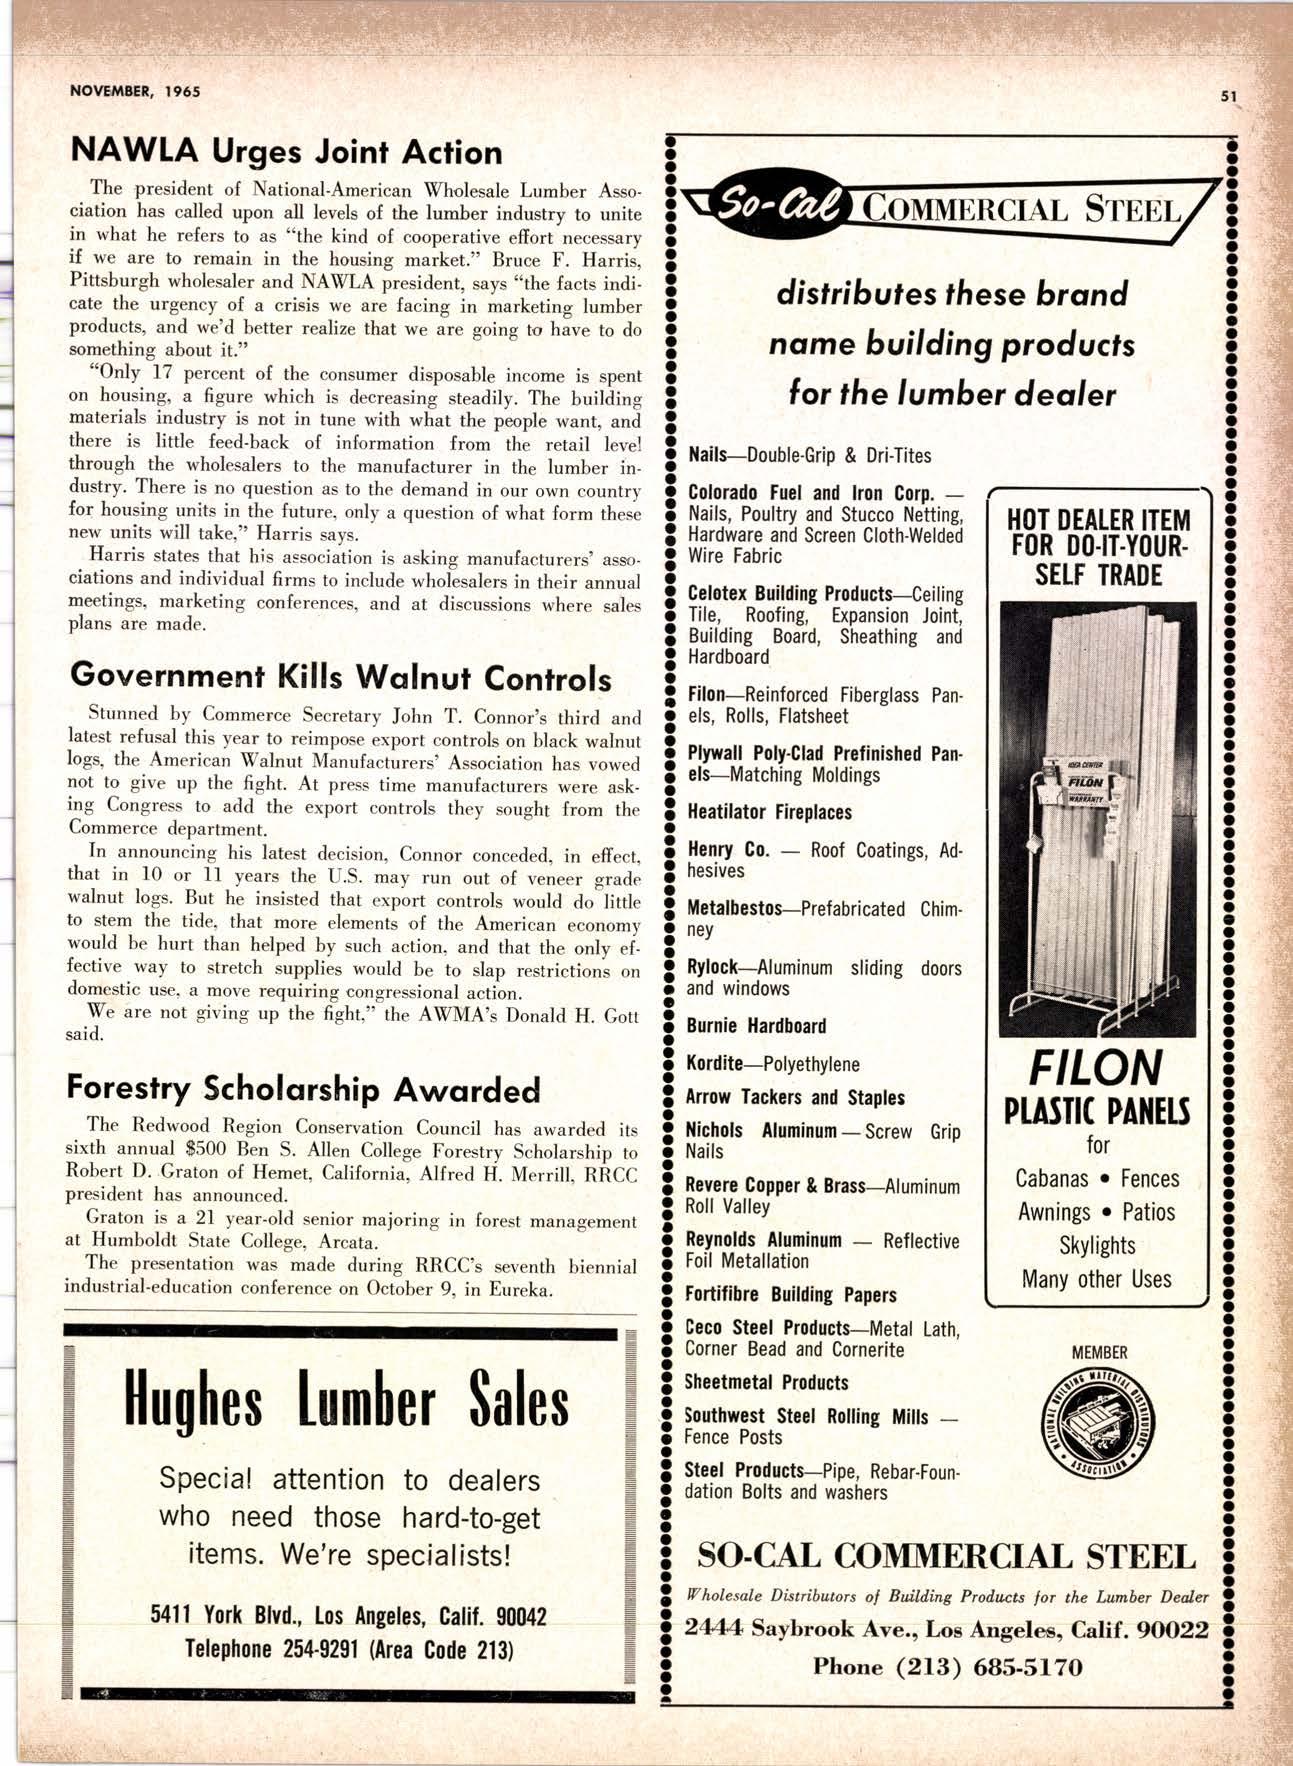 NOVEMBER, 1965
51
NAWLA Urges Joint Action
The president of National-American Wholesale Lumber Asso-
ciation has called upon all levels of the lumber industry to unite
in what he refers to as “the kind of cooperative effort necessary
if we are to remain in the housing market.” Bruce F. Harris,
Pittsburgh wholesaler and NAWLA president, says “the facts indi-
cate the urgency of a crisis we are facing in marketing lumber
products, and we’d better realize that we are going to have to do
something about it.”
“Only 17 percent of the consumer disposable income is spent
on housing, a figure which is decreasing steadily. The building
materials industry is not in tune with what the people want, and
there is little feed-back of information from the retail level
through the wholesalers to the manufacturer in the lumber in-
dustry. There is no question as to the demand in our own country
for housing units in the future, only a question of what form these
new units will take,” Harris says.
Harris states that his association is asking manufacturers’ asso-
ciations and individual firms to include wholesalers in their annual
meetings, marketing conferences, and at discussions where sales
plans are made.
Government Kills Walnut Controls
Stunned by Commerce Secretary John T. Connor’s third and
latest refusal this year to reimpose export controls on black walnut
logs, the American Walnut Manufacturers’ Association has vowed
not to give up the fight. At press time manufacturers were ask-
ing Congress to add the export controls they sought from the
Commerce department.
In announcing his latest decision, Connor conceded, in effect,
that in 10 or 11 years the U.S. may run out of veneer grade
walnut logs. But he insisted that export controls would do little
to stem the tide, that more elements of the American economy
would be hurt than helped by such action, and that the only ef-
fective way to stretch supplies would be to slap restrictions on
domestic use, a move requiring congressional action.
We are not giving up the fight,” the AWMA’s Donald H. Gott
said.
Forestry Scholarship Awarded
The Redwood Region Conservation Council has awarded its
sixth annual $500 Ben S. Allen College Forestry Scholarship to
Robert D. Graton of Hemet, California, Alfred H. Merrill, RRCC
president has announced.
Graton is a 21 year-old senior majoring in forest management
at Humboldt State College, Arcata.
The presentation was made during RRCC’s seventh biennial
industrial-education conference on October 9, in Eureka.
Hughes Lumber Sales
Special attention to dealers
who need those hard-to-get
items. We’re specialists!
5411 York Blvd., Los Angeles, Calif. 90042
Telephone 254-9291 (Area Code 213)
So-Cal COMMERCIAL STEEL
distributes these brand
name building products
for the lumber dealer
Nails—Double-Grip & Dri-Tites
Colorado Fuel and Iron Corp. —
Nails, Poultry and Stucco Netting,
Hardware and Screen Cloth-Welded
Wire Fabric
Celotex Building Products—Ceiling
Tile, Roofing, Expansion Joint,
Building Board, Sheathing and
Hardboard
Filon—Reinforced Fiberglass Pan-
els, Rolls, Flatsheet
Plywall Poly-Clad Prefinished Pan-
els—Matching Moldings
Heatilator Fireplaces
Henry Co. — Roof Coatings, Ad-
hesives
Metalbestos—Prefabricated Chim-
ney
Rylock—Aluminum sliding doors
and windows
Burnie Hardboard
Kordite—Polyethylene
Arrow Tackers and Staples
Nichols Aluminum — Screw Grip
Nails
Revere Copper & Brass—Aluminum
Roll Valley
Reynolds Aluminum — Reflective
Foil Metallation
Fortifibre Building Papers
Ceco Steel Products—Metal Lath,
Corner Bead and Cornerite
Sheetmetal Products
Southwest Steel Rolling Mills —
Fence Posts
Steel Products—Pipe, Rebar-Foun-
dation Bolts and washers
HOT DEALER ITEM
FOR DO-IT-YOUR-
SELF TRADE
IDEA CENTER
FILON
WARRANTY
FILON
PLASTIC PANELS
for
Cabanas • Fences
Awnings • Patios
Skylights
Many other Uses
MEMBER
NATIONAL BUILDING MATERIAL DISTRIBUTORS
ASSOCIATION
SO-CAL COMMERCIAL STEEL
Wholesale Distributors of Building Products for the Lumber Dealer
2444 Saybrook Ave., Los Angeles, Calif. 90022
Phone (213) 685-5170